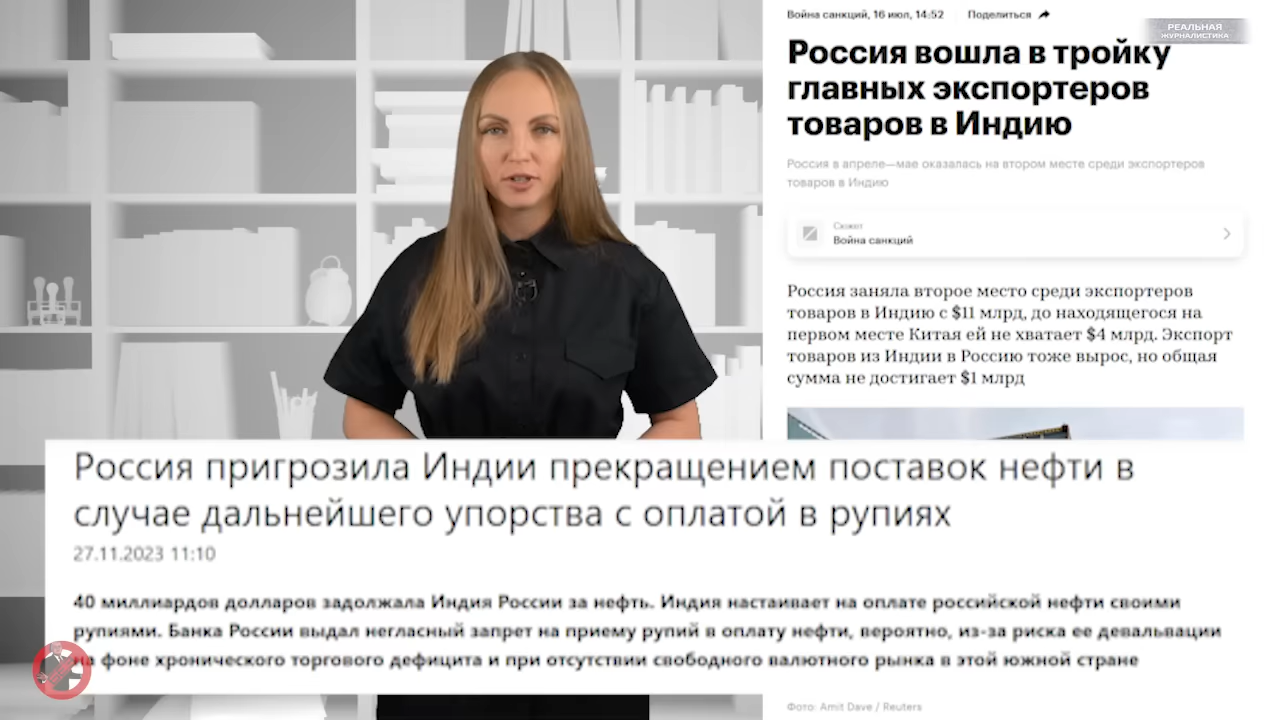 Война санкций, 16 июл, 14:52
Поделиться
РЕАЛЬНАЯ
ЖУРНАЛИСТИКА
Россия вошла в тройку
главных экспортеров
товаров в Индию
Россия в апреле—мае оказалась на втором месте среди экспортеров
товаров в Индию
Сюжет
Война санкций
Россия заняла второе место среди экспортеров
товаров в Индию с $11 млрд, до находящегося на
первом месте Китая ей не хватает $4 млрд. Экспорт
товаров из Индии в Россию тоже вырос, но общая
сумма не достигает $1 млрд
Россия пригрозила Индии прекращением поставок нефти в
случае дальнейшего упорства с оплатой в рупиях
27.11.2023 11:10
40 миллиардов долларов задолжала Индия России за нефть. Индия настаивает на оплате российской нефти своими
рупиями. Банка России выдал негласный запрет на приему рупий в оплату нефти, вероятно, из-за риска ее девальвации
на фоне хронического торгового дефицита и при отсутствии свободного валютного рынка в этой южной стране
Фото: Amit Dave / Reuters